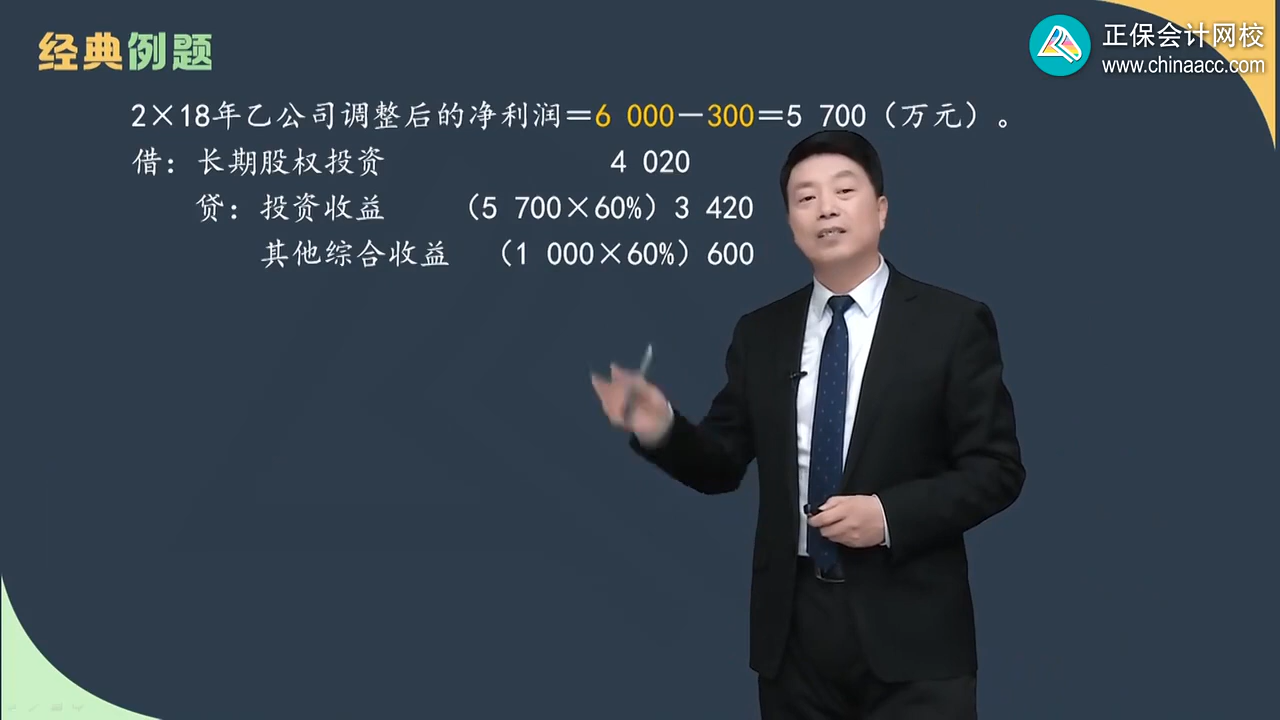 经典例题
正保会计网校
www.chinaacc.com
2×18年乙公司调整后的净利润＝6 000－300＝5 700（万元）。
借：长期股权投资 4 020
贷：投资收益 （5 700×60%）3 420
其他综合收益 （1 000×60%）600